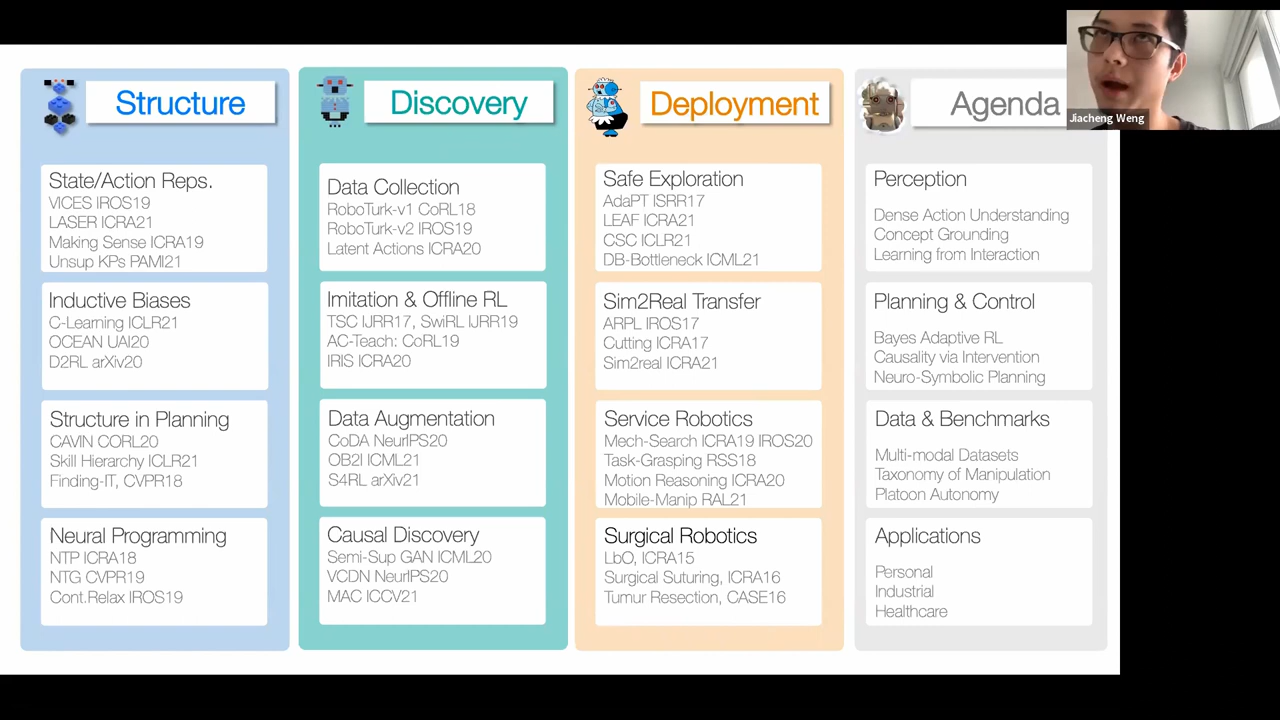 Structure
State/Action Reps.
VICES IROS19
LASER ICRA21
Making Sense ICRA19
Unsup KPs PAMI21
Inductive Biases
C-Learning ICLR21
OCEAN UAI20
D2RL arXiv20
Structure in Planning
CAVIN CORL20
Skill Hierarchy ICLR21
Finding-IT, CVPR18
Neural Programming
NTP ICRA18
NTG CVPR19
Cont.Relax IROS19
Discovery
Data Collection
RoboTurk-v1 CoRL18
RoboTurk-v2 IROS19
Latent Actions ICRA20
Imitation & Offline RL
TSC IJRR17, SwiRL IJRR19
AC-Teach: CoRL19
IRIS ICRA20
Data Augmentation
CoDA NeurIPS20
OB2I ICML21
S4RL arXiv21
Causal Discovery
Semi-Sup GAN ICML20
VCDN NeurIPS20
MAC ICCV21
Deployment
Safe Exploration
AdaPT ISRR17
LEAF ICRA21
CSC ICLR21
DB-Bottleneck ICML21
Sim2Real Transfer
ARPL IROS17
Cutting ICRA17
Sim2real ICRA21
Service Robotics
Mech-Search ICRA19 IROS20
Task-Grasping RSS18
Motion Reasoning ICRA20
Mobile-Manip RAL21
Surgical Robotics
LbO, ICRA15
Surgical Suturing, ICRA16
Tumur Resection, CASE16
Agenda
Perception
Dense Action Understanding
Concept Grounding
Learning from Interaction
Planning & Control
Bayes Adaptive RL
Causality via Intervention
Neuro-Symbolic Planning
Data & Benchmarks
Multi-modal Datasets
Taxonomy of Manipulation
Platoon Autonomy
Applications
Personal
Industrial
Healthcare
Jiacheng Weng